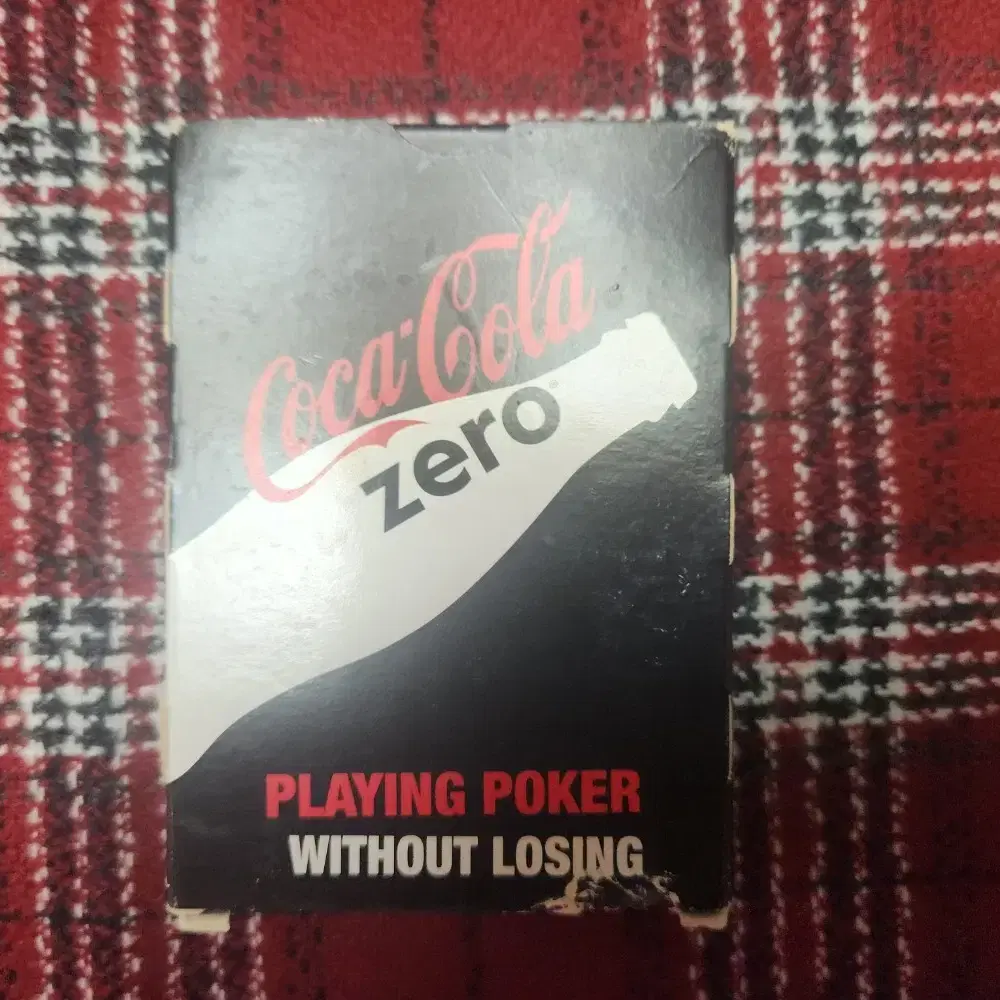 Coca-Cola
zero
PLAYING POKER
WITHOUT LOSING